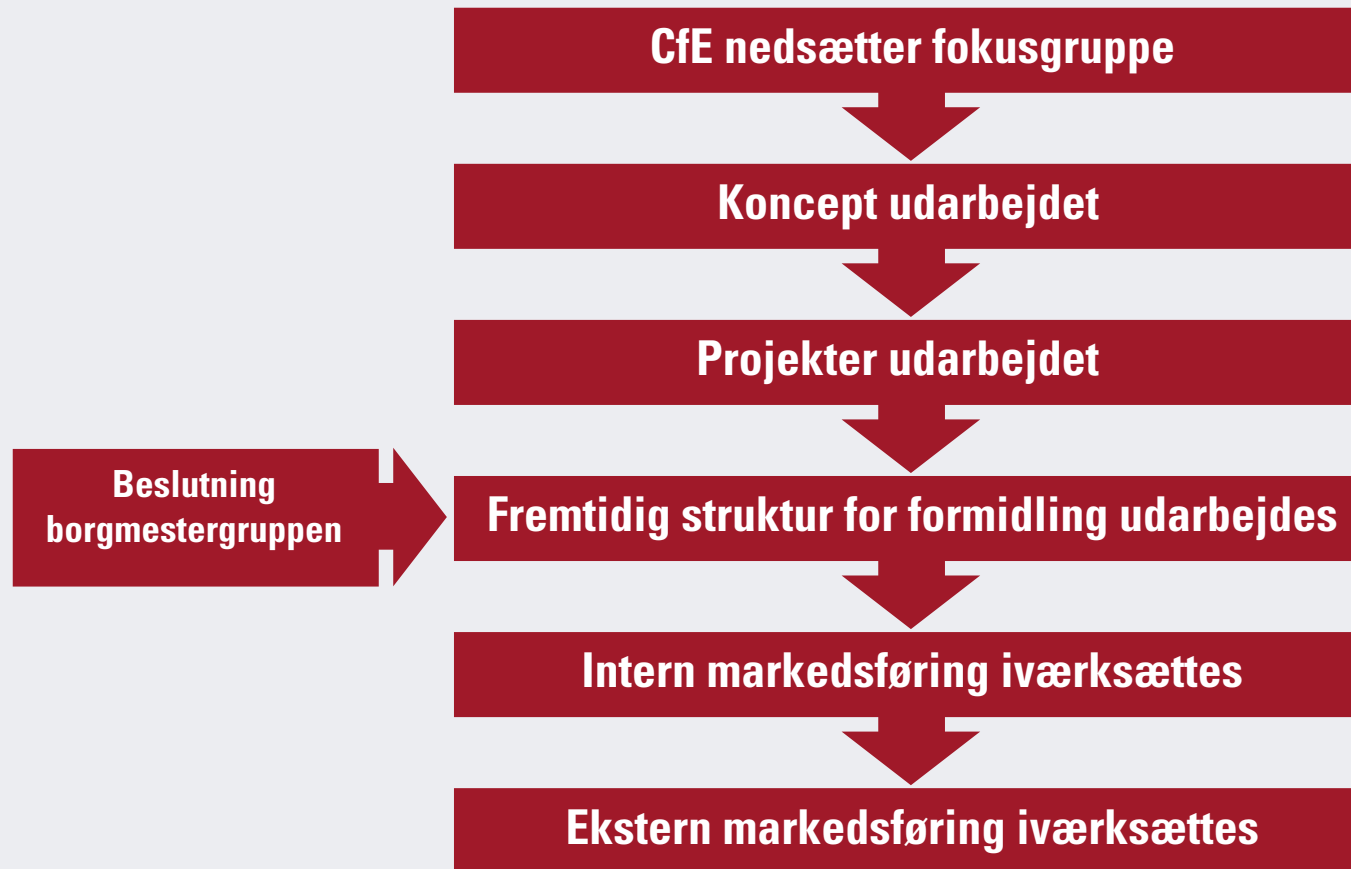 CfE nedsætter fokusgruppe
Koncept udarbejdet
Projekter udarbejdet
Beslutning
borgmestergruppen
Fremtidig struktur for formidling udarbejdes
Intern markedsføring iværksættes
Ekstern markedsføring iværksættes